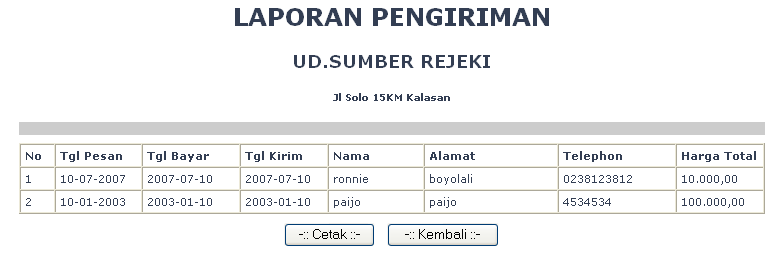 LAPORAN PENGIRIMAN
UD.SUMBER REJEKI
Jl Solo 15KM Kalasan
No Tgl Pesan Tgl Bayar Tgl Kirim Nama Alamat Telephon Harga Total
1 10-07-2007 2007-07-10 2007-07-10 ronnie boyolali 0238123812 10.000,00
2 10-01-2003 2003-01-10 2003-01-10 paijo paijo 4534534 100.000,00
-:: Cetak ::- -:: Kembali ::-